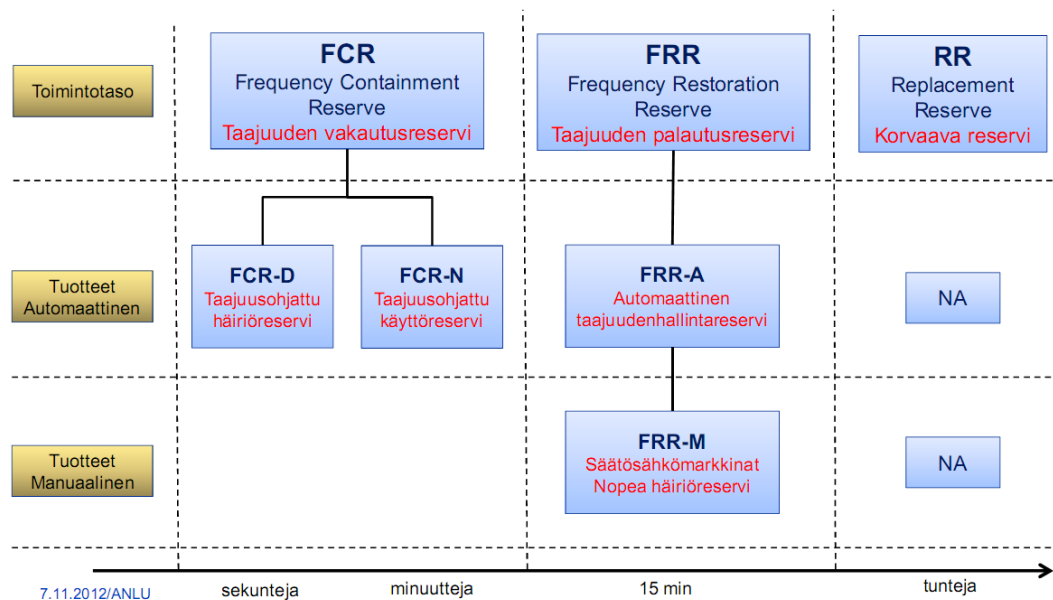 Toimintotaso
FCR
Frequency Containment
Reserve
Taajuuden vakautusreservi
FRR
Frequency Restoration
Reserve
Taajuuden palautusreservi
RR
Replacement
Reserve
Korvaava reservi
Tuotteet
Automaattinen
FCR-D
Taajuusohjattu
häiriöreservi
FCR-N
Taajuusohjattu
käyttöreservi
FRR-A
Automaattinen
taajuudenhallintareservi
NA
Tuotteet
Manuaalinen
FRR-M
Säätösähkömarkkinat
Nopea häiriöreservi
NA
7.11.2012/ANLU
sekunteja
minuutteja
15 min
tunteja